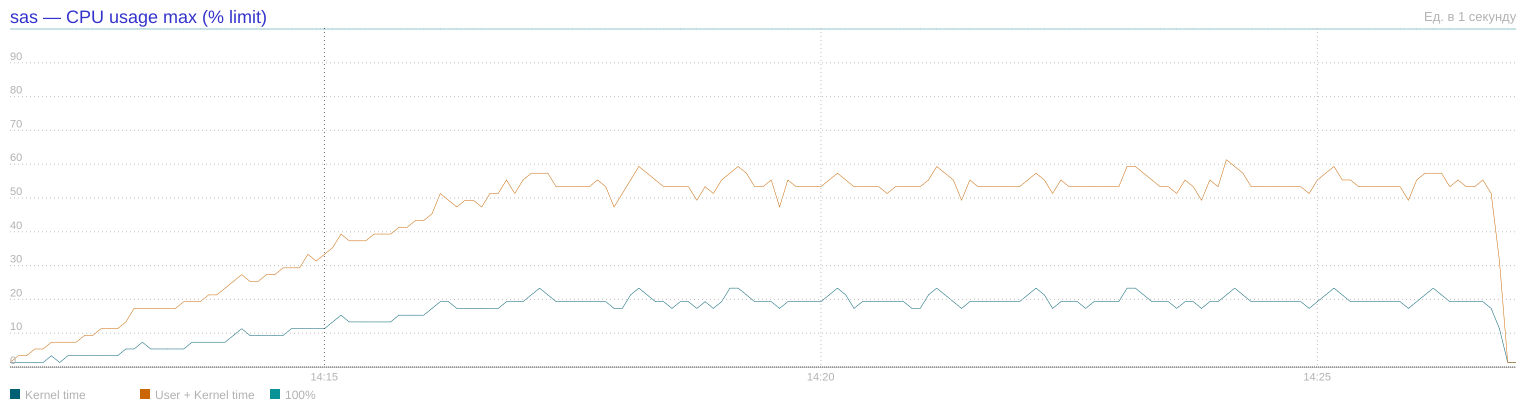 sas — CPU usage max (% limit)
Ед. в 1 секунду
90
80
70
60
50
40
30
20
10
0
14:15 14:20 14:25
Kernel time User + Kernel time 100%